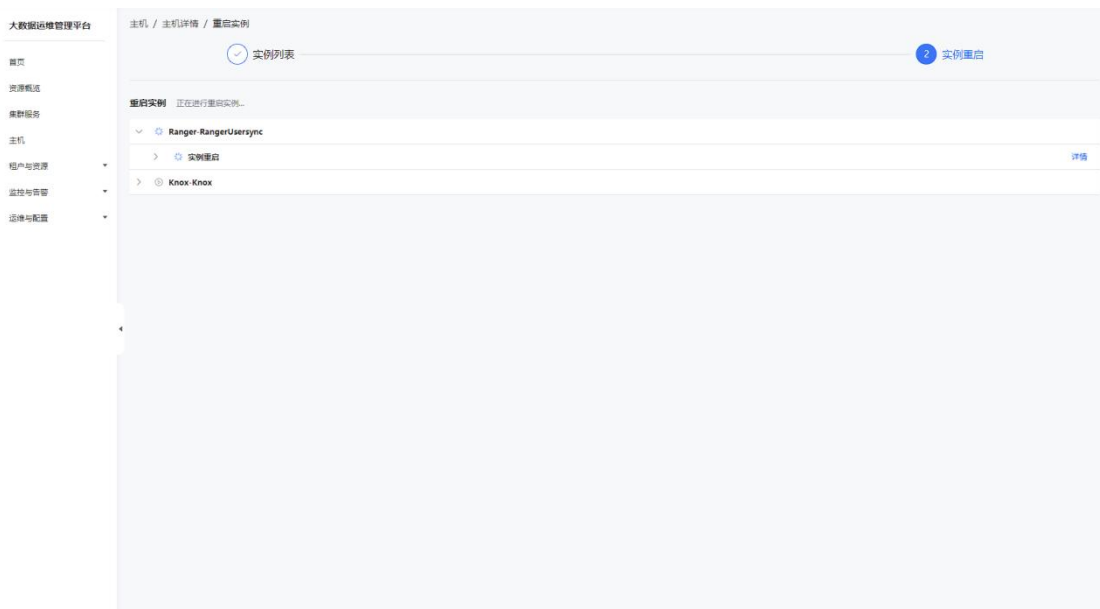 大数据运维管理平台
首页
资源概览
集群服务
主机
租户与资源
监控与告警
运维与配置
主机 / 主机详情 / 重启实例
实例列表
2 实例重启
重启实例 正在进行重启实例...
Ranger-RangerUsersync
实例重启 详情
Knox-Knox